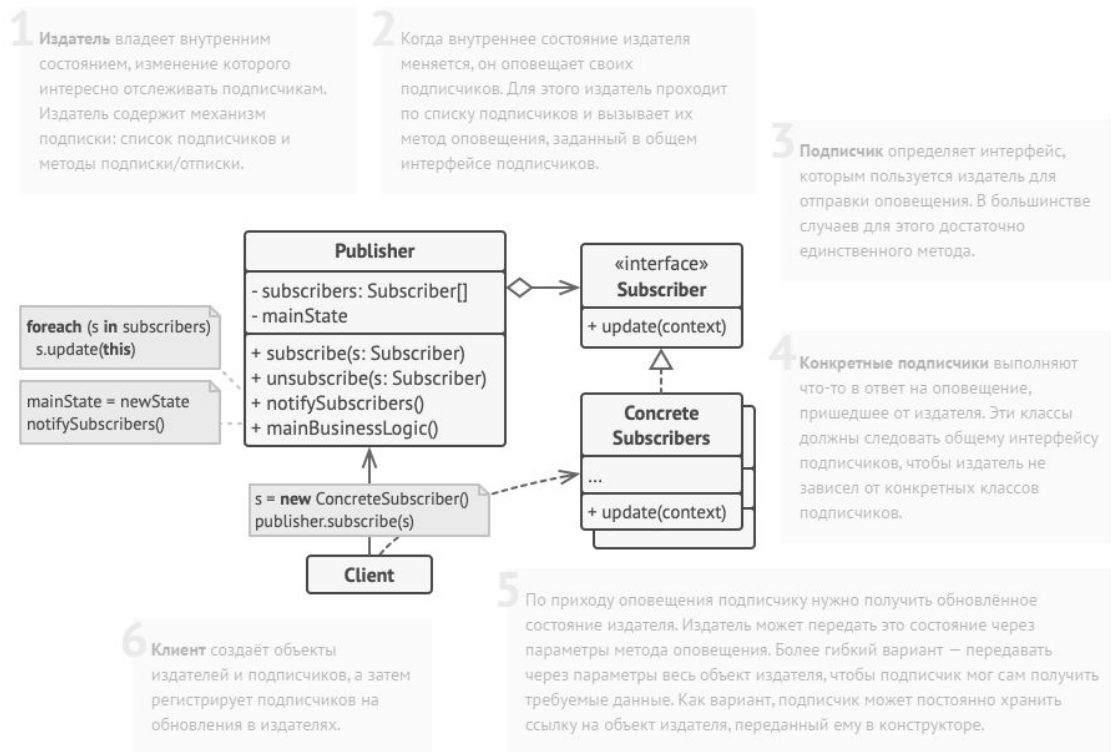 1
Издатель владеет внутренним
состоянием, изменение которого
интересно отслеживать подписчикам.
Издатель содержит механизм
подписки: список подписчиков и
методы подписки/отписки.
2
Когда внутреннее состояние издателя
меняется, он оповещает своих
подписчиков. Для этого издатель проходит
по списку подписчиков и вызывает их
метод оповещения, заданный в общем
интерфейсе подписчиков.
3
Подписчик определяет интерфейс,
которым пользуется издатель для
отправки оповещения. В большинстве
случаев для этого достаточно
единственного метода.
Publisher
- subscribers: Subscriber[]
- mainState
+ subscribe(s: Subscriber)
+ unsubscribe(s: Subscriber)
+ notifySubscribers()
+ mainBusinessLogic()
«interface»
Subscriber
+ update(context)
foreach (s in subscribers)
s.update(this)
mainState = newState
notifySubscribers()
4
Конкретные подписчики выполняют
что-то в ответ на оповещение,
пришедшее от издателя. Эти классы
должны следовать общему интерфейсу
подписчиков, чтобы издатель не
зависел от конкретных классов
подписчиков.
Concrete
Subscribers
...
+ update(context)
s = new ConcreteSubscriber()
publisher.subscribe(s)
Client
5
По приходу оповещения подписчику нужно получить обновлённое
состояние издателя. Издатель может передать это состояние через
параметры метода оповещения. Более гибкий вариант — передавать
через параметры весь объект издателя, чтобы подписчик мог сам получить
требуемые данные. Как вариант, подписчик может постоянно хранить
ссылку на объект издателя, переданный ему в конструкторе.
6
Клиент создаёт объекты
издателей и подписчиков, а затем
регистрирует подписчиков на
обновления в издателях.